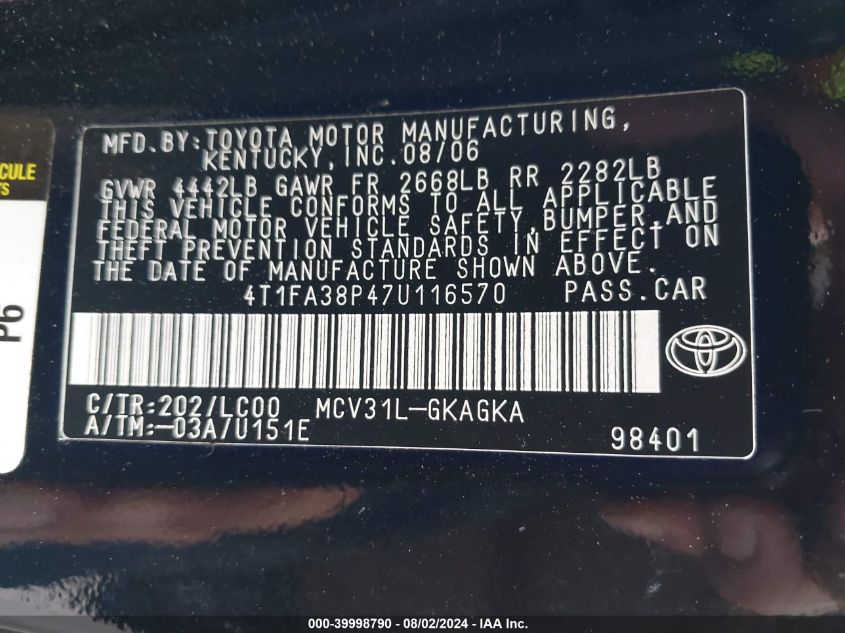 MFD.BY:TOYOTA MOTOR MANUFACTURING,
KENTUCKY,INC.08/06
GVWR 4442LB GAWR FR 2668LB RR 2282LB
THIS VEHICLE CONFORMS TO ALL APPLICABLE
FEDERAL MOTOR VEHICLE SAFETY,BUMPER,AND
THEFT PREVENTION STANDARDS IN EFFECT ON
THE DATE OF MANUFACTURE SHOWN ABOVE.
4T1FA38P47U116570 PASS.CAR
C/TR:202/LC00 MCV31L-GKAGKA
A/TM:-03A/U151E
98401
P6
000-39998790 - 08/02/2024 - IAA Inc.